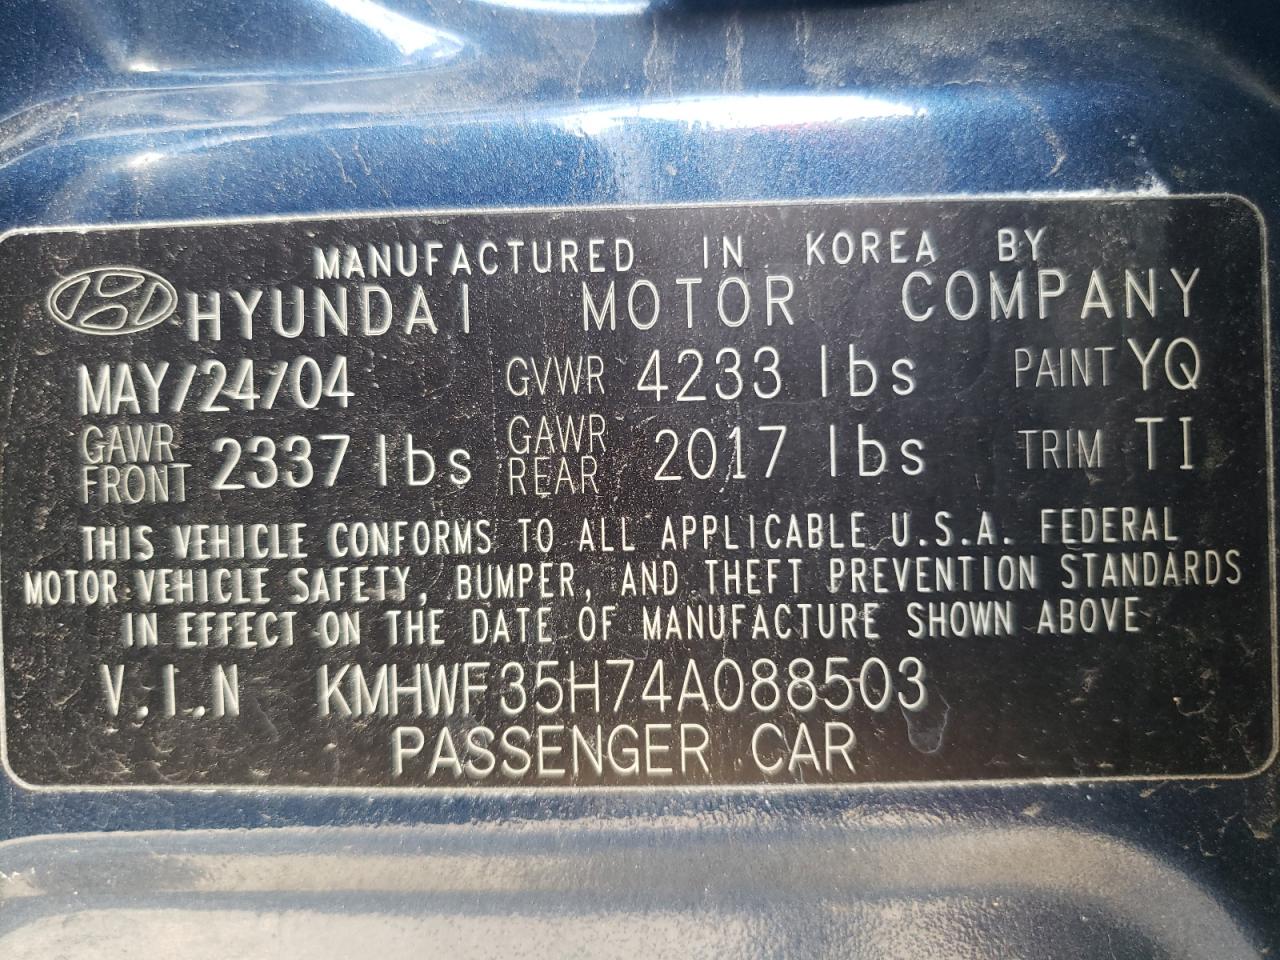 MANUFACTURED IN KOREA BY
HYUNDAI MOTOR COMPANY
MAY/24/04 GVWR 4233 lbs PAINT YQ
GAWR FRONT 2337 lbs GAWR REAR 2017 lbs TRIM TI
THIS VEHICLE CONFORMS TO ALL APPLICABLE U.S.A. FEDERAL
MOTOR VEHICLE SAFETY, BUMPER, AND THEFT PREVENTION STANDARDS
IN EFFECT ON THE DATE OF MANUFACTURE SHOWN ABOVE
V.I.N KMHWF35H74A088503
PASSENGER CAR